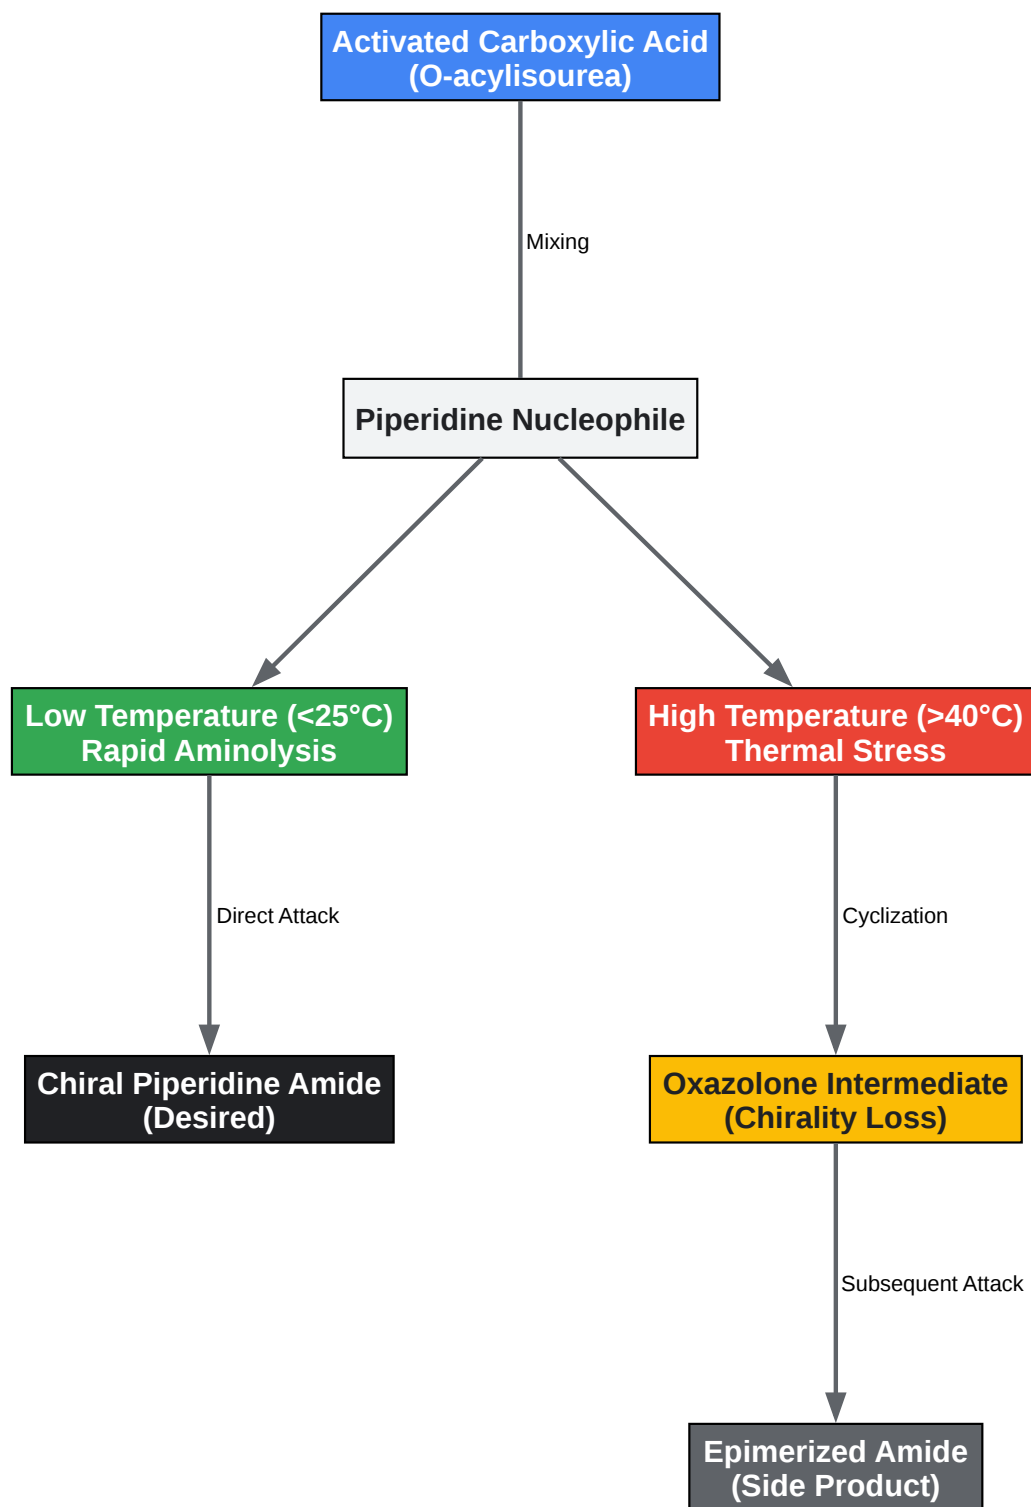 Activated Carboxylic Acid
(O-acylisourea)
Mixing
Piperidine Nucleophile
Low Temperature (<25°C)
Rapid Aminolysis
High Temperature (>40°C)
Thermal Stress
Direct Attack
Cyclization
Chiral Piperidine Amide
(Desired)
Oxazolone Intermediate
(Chirality Loss)
Subsequent Attack
Epimerized Amide
(Side Product)